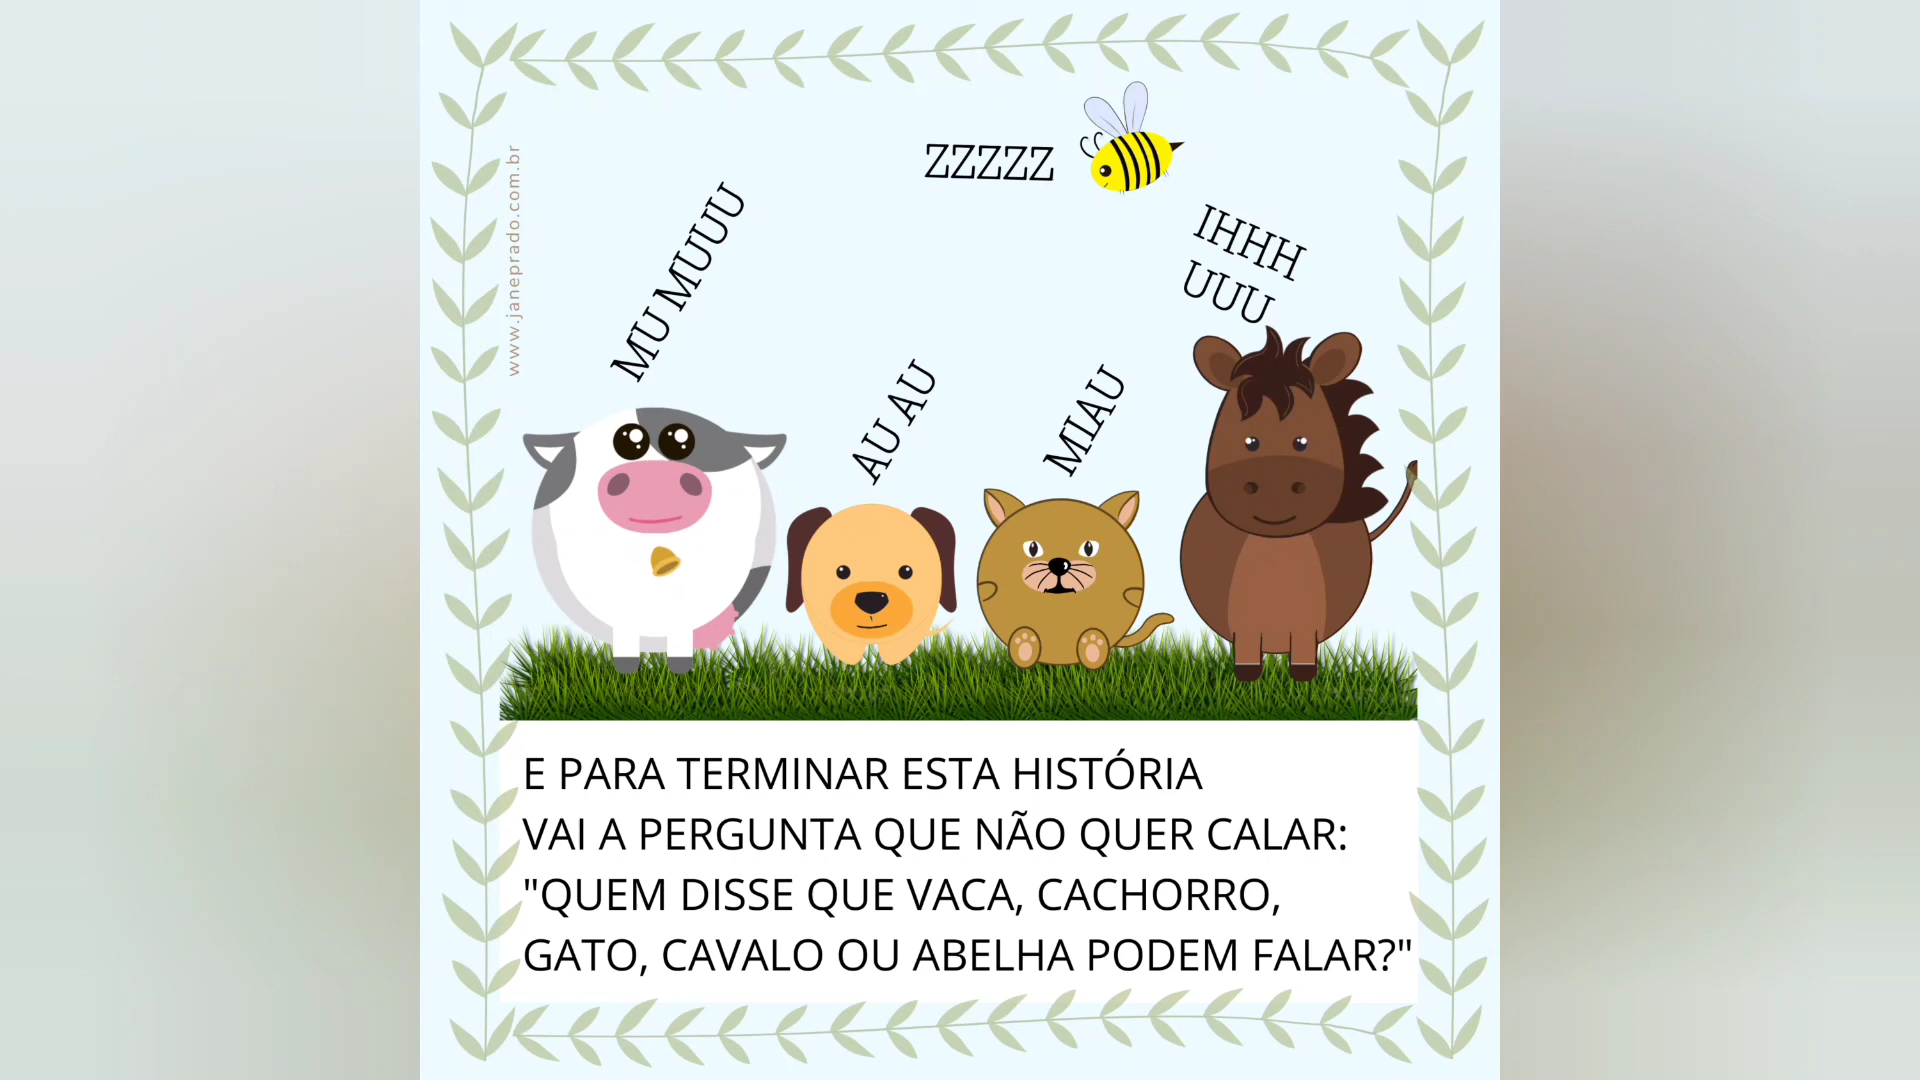 ZZZZZ
www.janeprado.com.br
MU MUUU
IHHH
UUU
AU AU
MIAU
E PARA TERMINAR ESTA HISTÓRIA
VAI A PERGUNTA QUE NÃO QUER CALAR:
"QUEM DISSE QUE VACA, CACHORRO,
GATO, CAVALO OU ABELHA PODEM FALAR?"